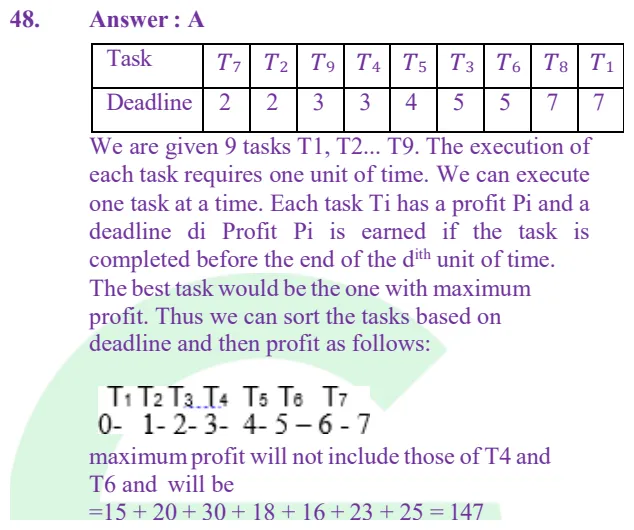 48. Answer : A
Task T₇ T₂ T₉ T₄ T₅ T₃ T₆ T₈ T₁
Deadline 2 2 3 3 4 5 5 7 7
We are given 9 tasks T1, T2... T9. The execution of
each task requires one unit of time. We can execute
one task at a time. Each task Ti has a profit Pi and a
deadline di Profit Pi is earned if the task is
completed before the end of the dⁱᵗʰ unit of time.
The best task would be the one with maximum
profit. Thus we can sort the tasks based on
deadline and then profit as follows:
T₁ T₂ T₃ T₄ T₅ T₆ T₇
0- 1- 2- 3- 4- 5 – 6 - 7
maximum profit will not include those of T4 and
T6 and will be
=15 + 20 + 30 + 18 + 16 + 23 + 25 = 147